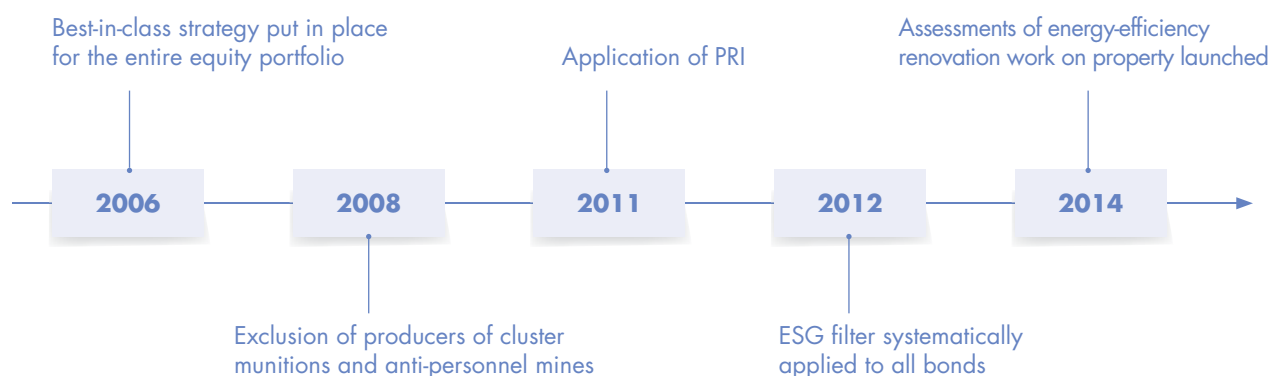 Best-in-class strategy put in place
for the entire equity portfolio
Application of PRI
Assessments of energy-efficiency
renovation work on property launched
2006
2008
2011
2012
2014
Exclusion of producers of cluster
munitions and anti-personnel mines
ESG filter systematically
applied to all bonds